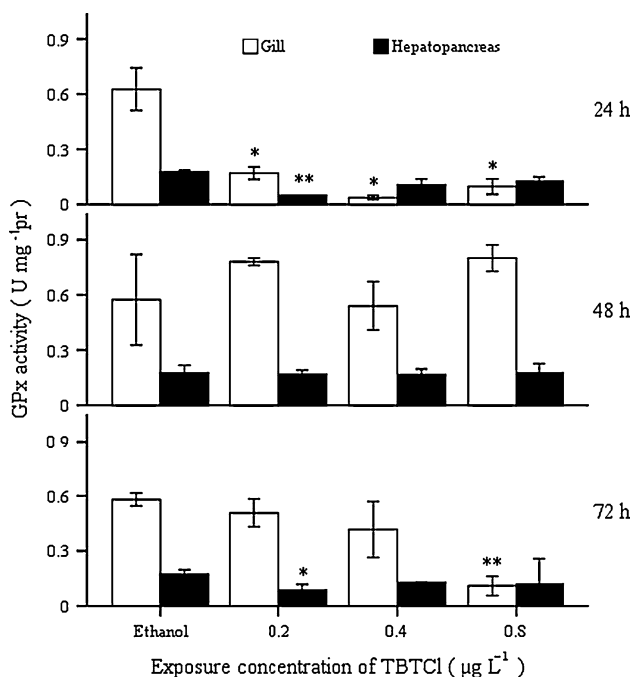 0.9
Gill
Hepatopancreas
0.6
24 h
0.3
*
**
*
*
0
0.9
0.6
48 h
0.3
0
GPx activity ( U mg -1pr )
0 9
0.6
72 h
0.3
*
**
0
Ethanol 0.2 0.4 0.8
Exposure concentration of TBTCl ( μg L-1 )